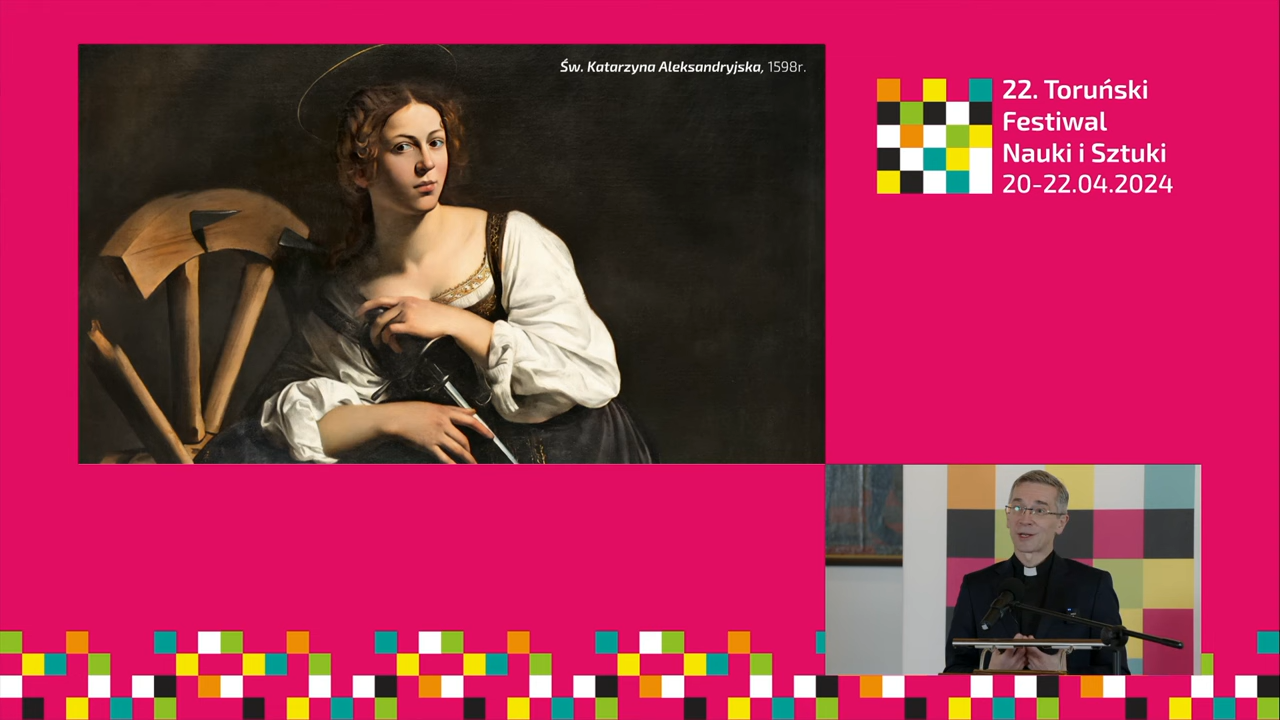 Św. Katarzyna Aleksandryjska, 1598r.
22. Toruński
Festiwal
Nauki i Sztuki
20-22.04.2024